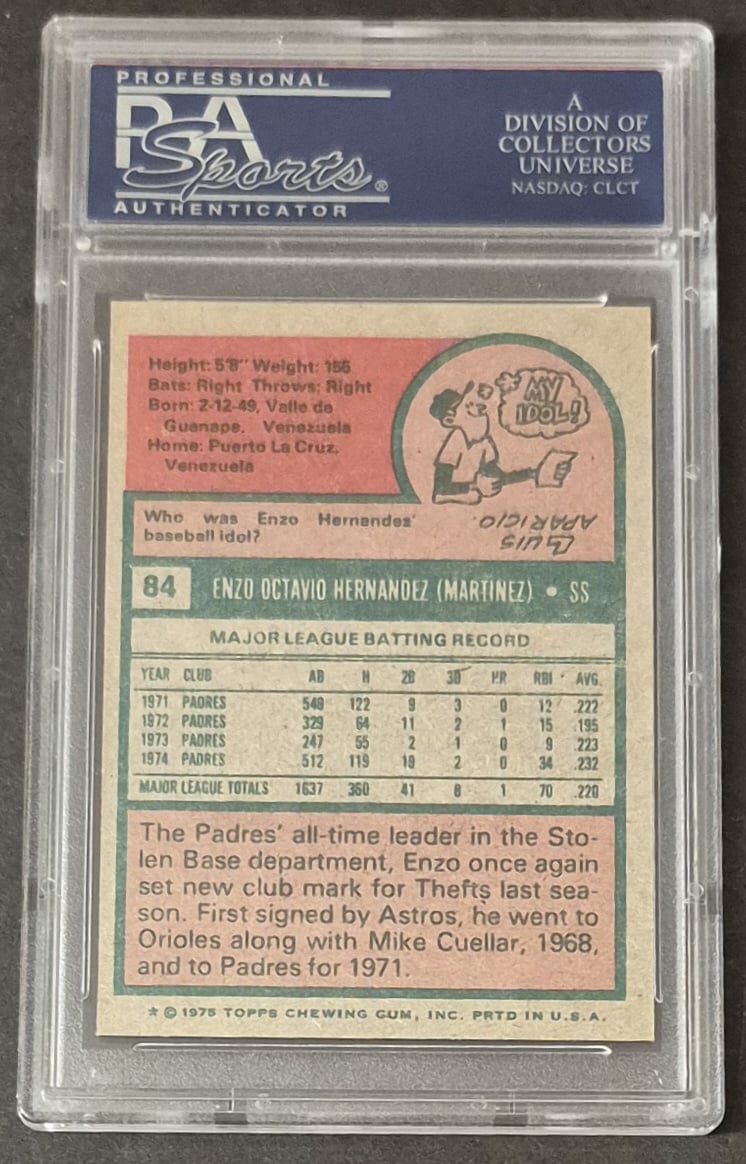 PROFESSIONAL
PSA
Sports®
AUTHENTICATOR
A
DIVISION OF
COLLECTORS
UNIVERSE
NASDAQ: CLCT
Height: 5'8" Weight: 155
Bats: Right Throws: Right
Born: 2-12-49, Valle de
Guanape, Venezuela
Home: Puerto La Cruz,
Venezuela
MY
IDOL!
Who was Enzo Hernandez'
baseball idol?
LUIS
APARICIO.
84 ENZO OCTAVIO HERNANDEZ (MARTINEZ) • SS
MAJOR LEAGUE BATTING RECORD
YEAR CLUB AB H 2B 3B HR RBI AVG.
1971 PADRES 549 122 9 3 0 12 .222
1972 PADRES 329 64 11 2 1 15 .195
1973 PADRES 247 55 2 1 0 9 .223
1974 PADRES 512 119 19 2 0 34 .232
MAJOR LEAGUE TOTALS 1637 360 41 8 1 70 .220
The Padres' all-time leader in the Sto-
len Base department, Enzo once again
set new club mark for Thefts last sea-
son. First signed by Astros, he went to
Orioles along with Mike Cuellar, 1968,
and to Padres for 1971.
* © 1975 TOPPS CHEWING GUM, INC. PRTD IN U.S.A.